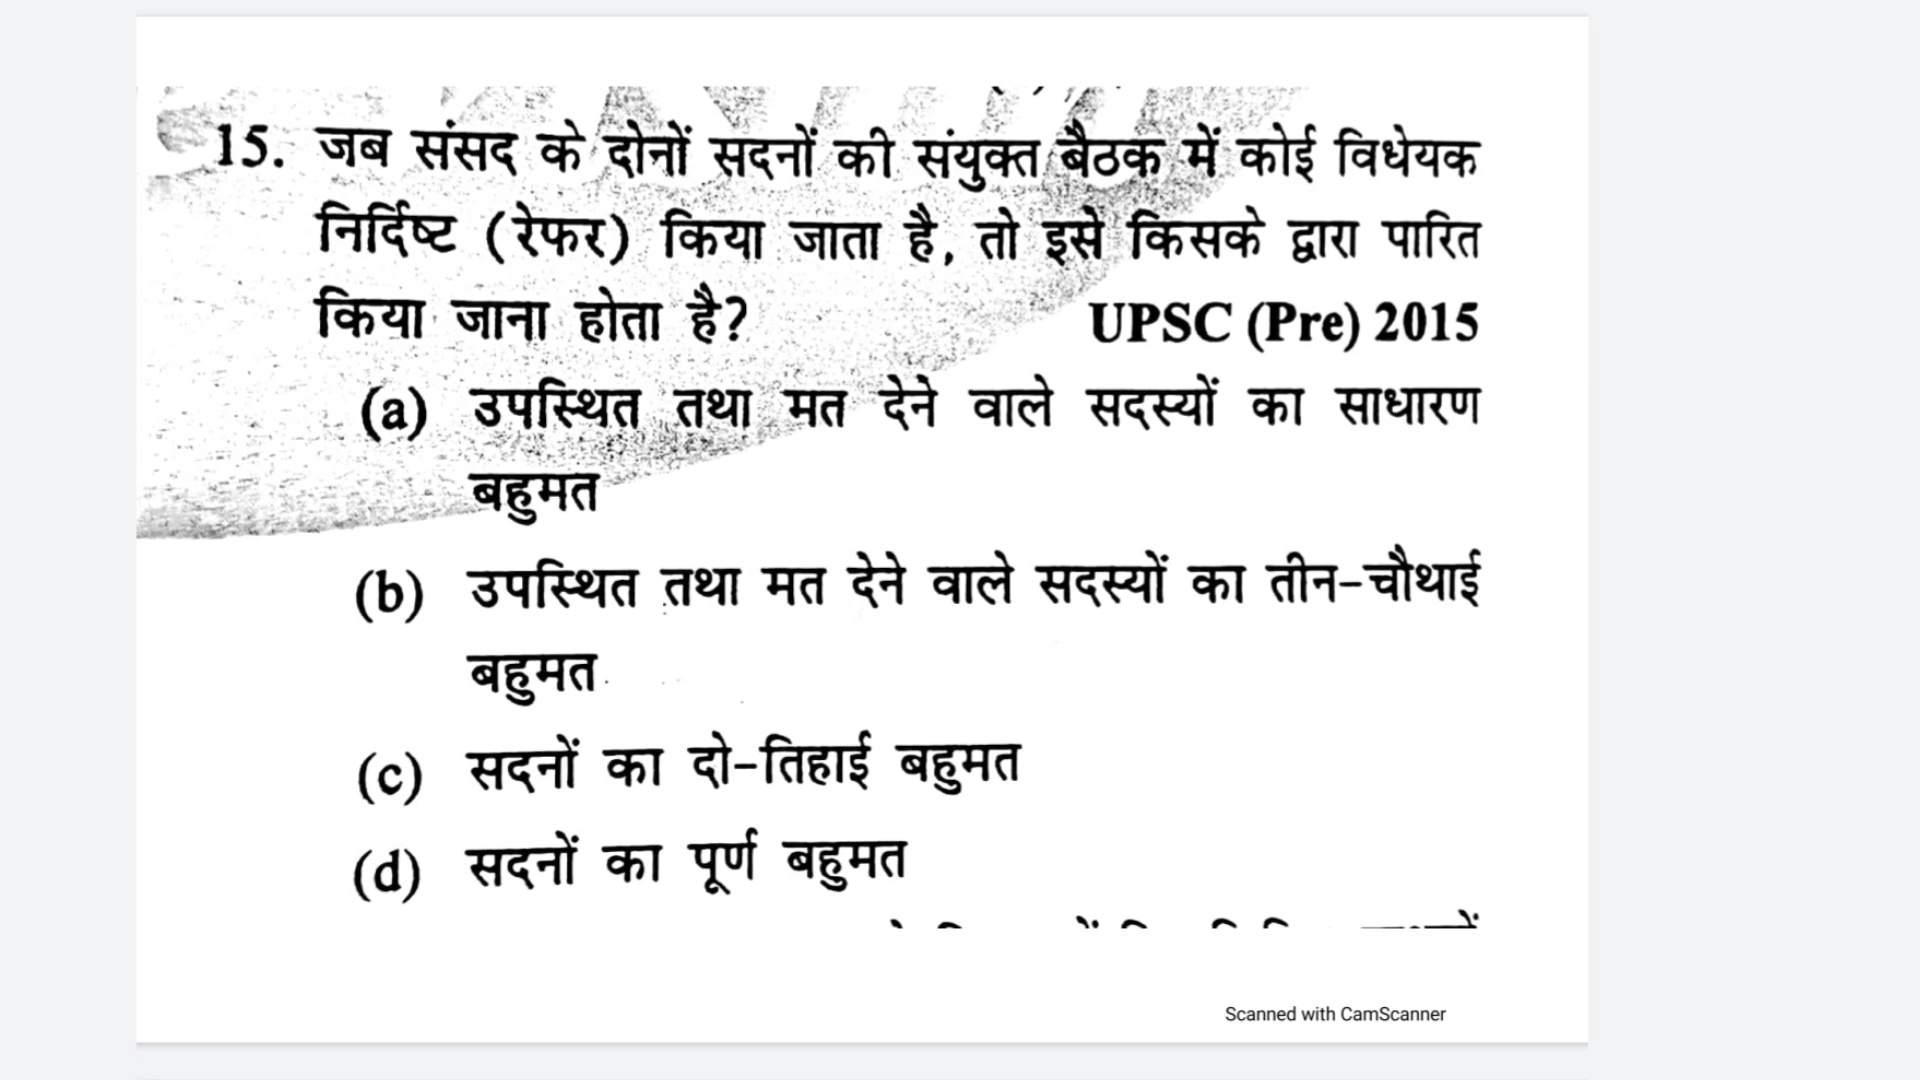 15. जब संसद के दोनों सदनों की संयुक्त बैठक में कोई विधेयक
निर्दिष्ट (रेफर) किया जाता है, तो इसे किसके द्वारा पारित
किया जाना होता है? UPSC (Pre) 2015
(a) उपस्थित तथा मत देने वाले सदस्यों का साधारण
बहुमत
(b) उपस्थित तथा मत देने वाले सदस्यों का तीन-चौथाई
बहुमत
(c) सदनों का दो-तिहाई बहुमत
(d) सदनों का पूर्ण बहुमत
Scanned with CamScanner